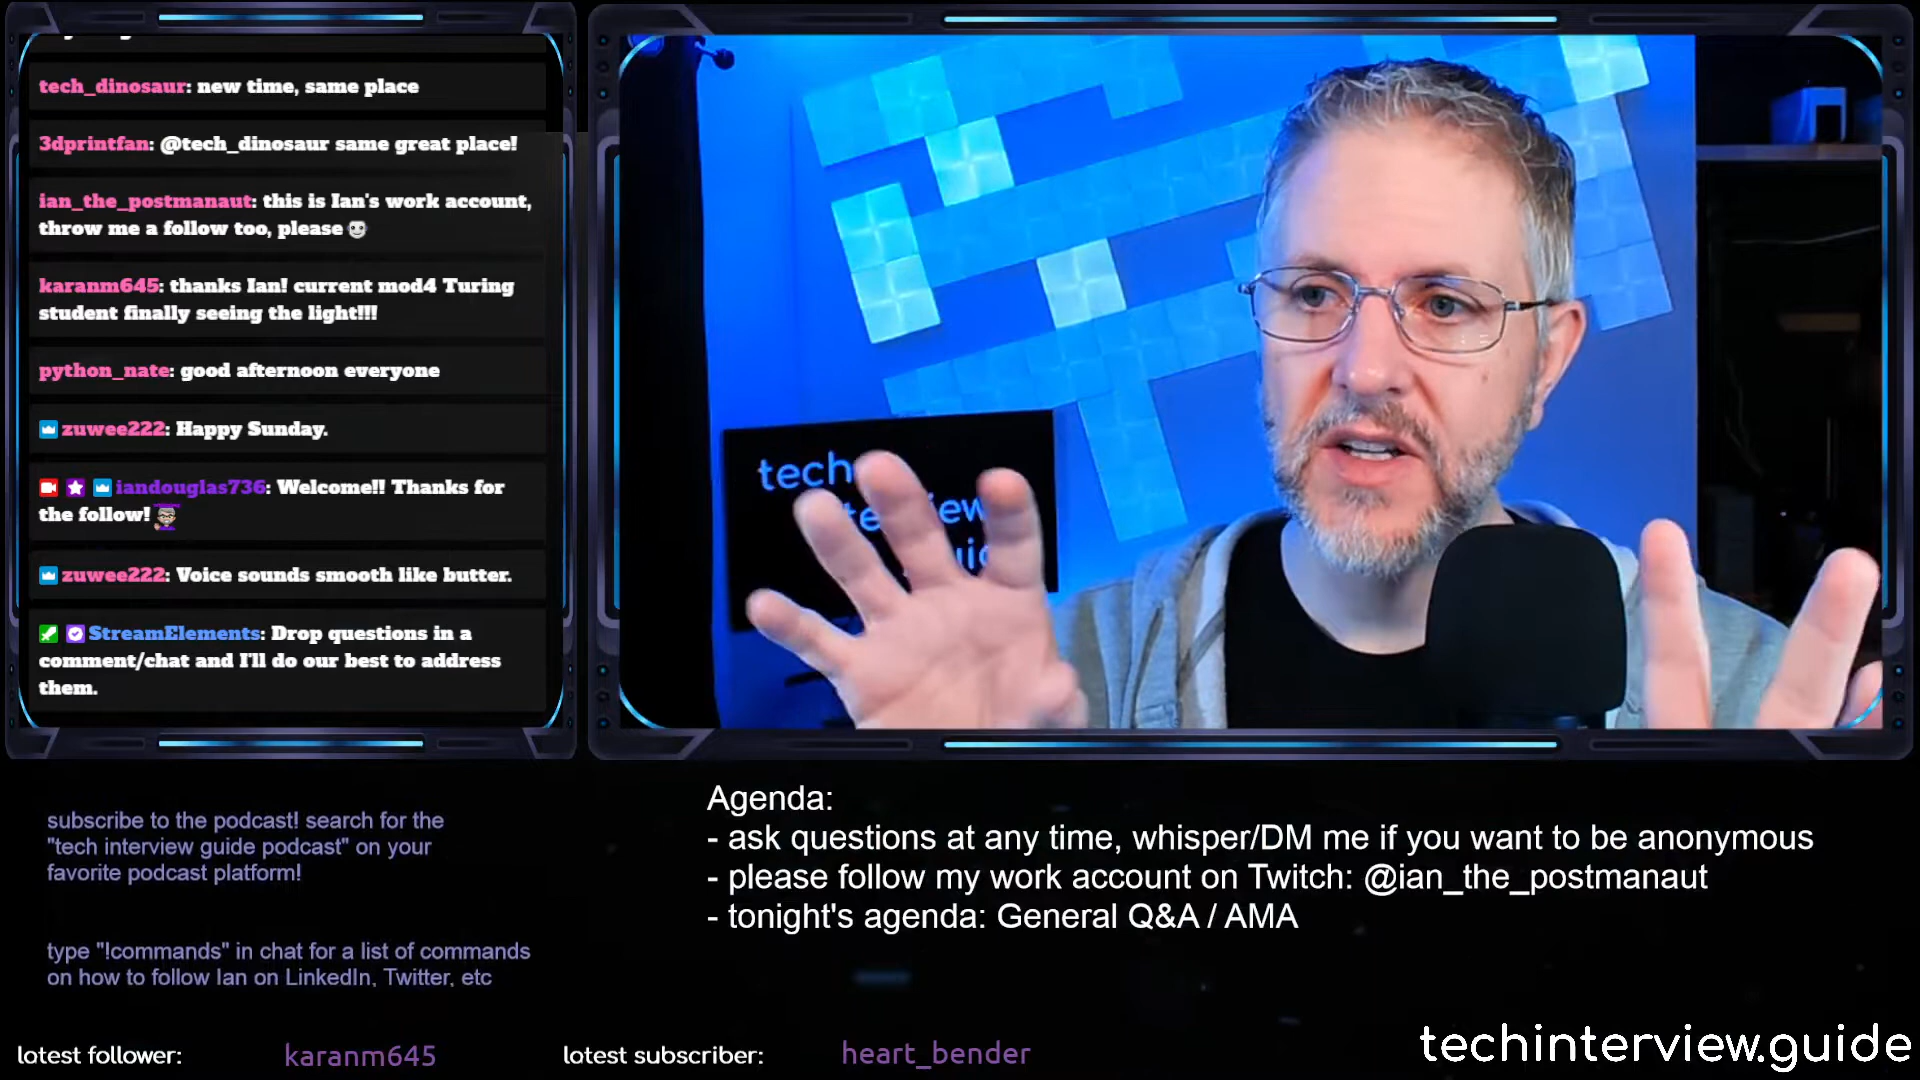 tech_dinosaur: new time, same place
3dprintfan: @tech_dinosaur same great place!
ian_the_postmanaut: this is Ian's work account,
throw me a follow too, please
karanm645: thanks Ian! current mod4 Turing
student finally seeing the light!!!
python_nate: good afternoon everyone
zuwee222: Happy Sunday.
iandouglas736: Welcome!! Thanks for
the follow!
zuwee222: Voice sounds smooth like butter.
StreamElements: Drop questions in a
comment/chat and I'll do our best to address
them.
tech
subscribe to the podcast! search for the
"tech interview guide podcast" on your
favorite podcast platform!
type "!commands" in chat for a list of commands
on how to follow Ian on LinkedIn, Twitter, etc
Agenda:
- ask questions at any time, whisper/DM me if you want to be anonymous
- please follow my work account on Twitch: @ian_the_postmanaut
- tonight's agenda: General Q&A / AMA
latest follower: karanm645
latest subscriber: heart_bender
techinterview.guide